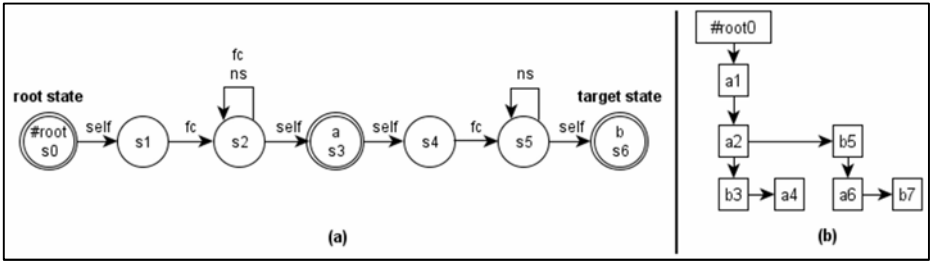 fc
ns
ns
root state
target state
#root
s0
self
s1
fc
s2
self
a
s3
self
s4
fc
s5
self
b
s6
(a)
#root0
a1
a2
b5
b3
a4
a6
b7
(b)